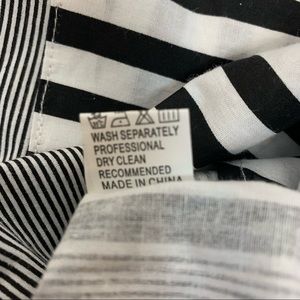 WASH SEPARATELY
PROFESSIONAL
DRY CLEAN
RECOMMENDED
MADE IN CHINA